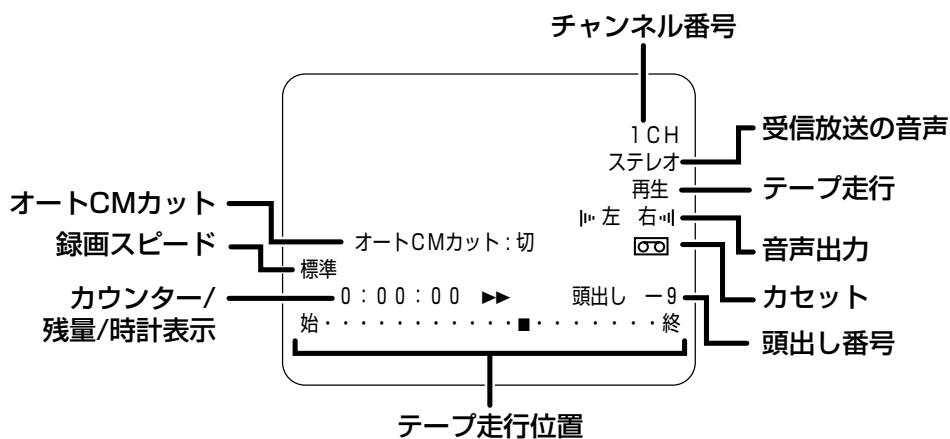 チャンネル番号
1CH
受信放送の音声
ステレオ
再生
テープ走行
左 右
音声出力
オートCMカット
オートCMカット:切
録画スピード
標準
カセット
カウンター/
残量/時計表示
0:00:00 ▶▶
頭出し -9
始・・・・・・・・・・・■・・・・・・・終
頭出し番号
テープ走行位置